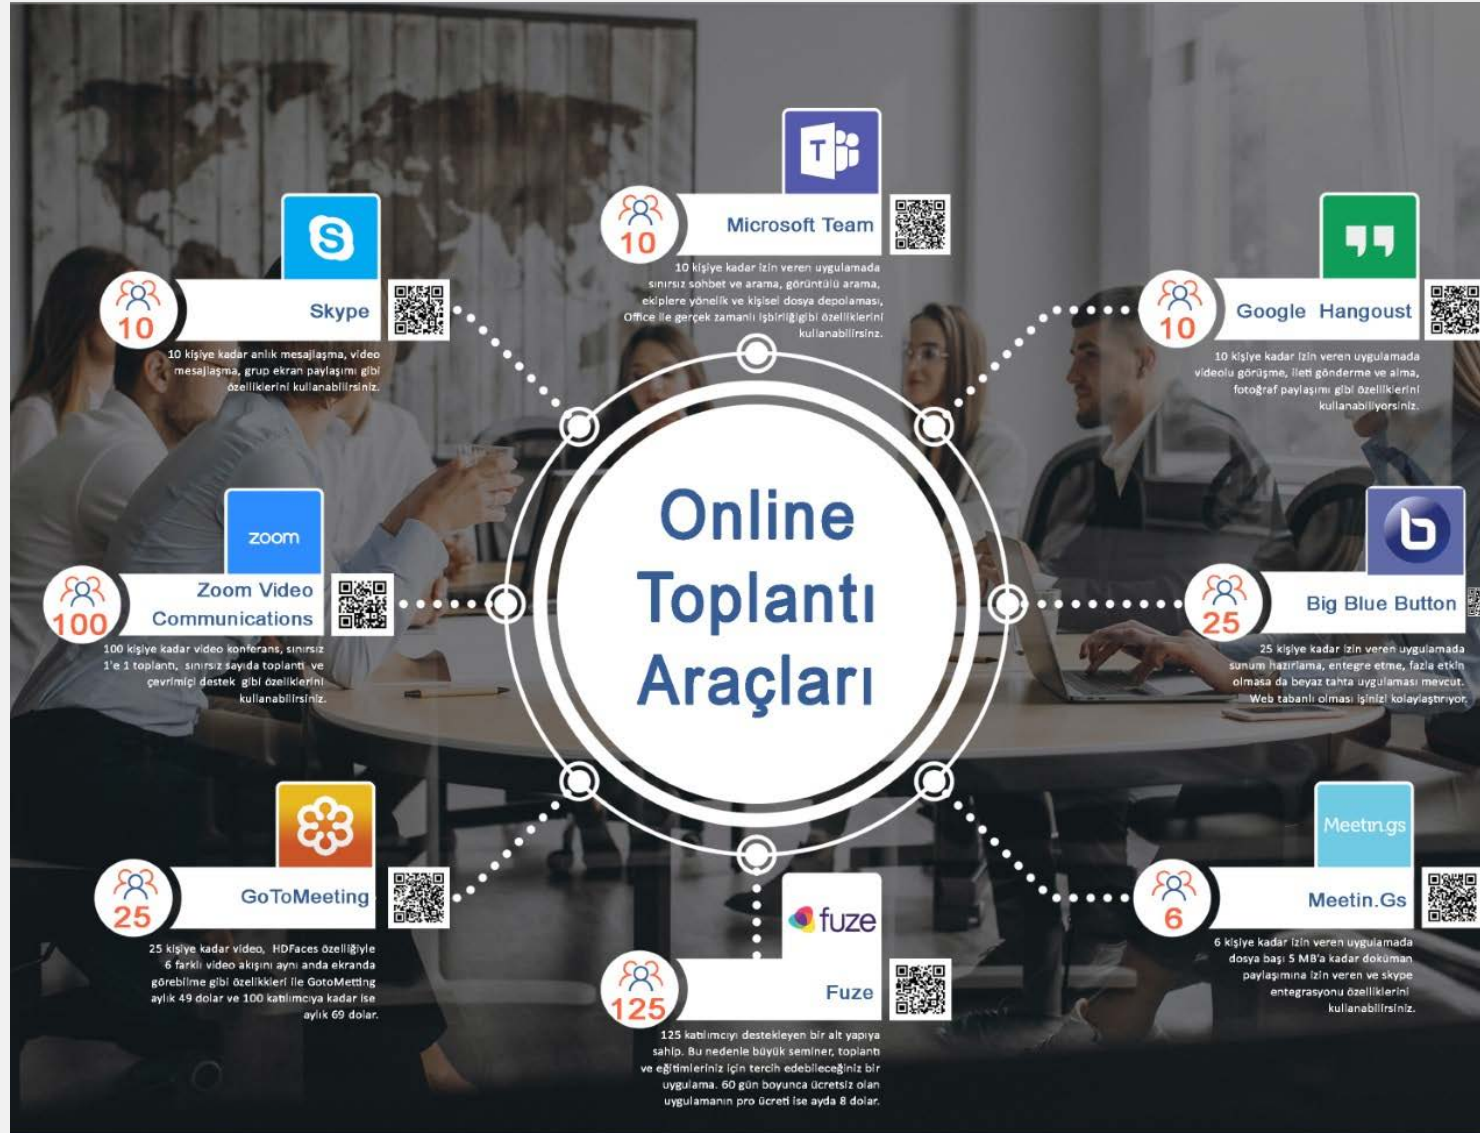 Microsoft Team
10
10 kişiye kadar izin veren uygulamada
sınırsız sohbet ve arama, görüntülü arama,
ekiplere yönelik ve kişisel dosya depolaması,
Office ile gerçek zamanlı işbirliğigibi özelliklerini
kullanabilirsinz.
Skype
10
10 kişiye kadar anlık mesajlaşma, video
mesajlaşma, grup ekran paylaşımı gibi
özelliklerini kullanabilirsiniz.
Google Hangoust
10
10 kişiye kadar izin veren uygulamada
videolu görüşme, ileti gönderme ve alma,
fotoğraf paylaşımı gibi özelliklerini
kullanabiliyorsiniz.
Online
Toplantı
Araçları
zoom
Zoom Video
Communications
100
100 kişiye kadar video konferans, sınırsız
1'e 1 toplantı, sınırsız sayıda toplantı ve
çevrimiçi destek gibi özeliklerini
kullanabilirsiniz.
Big Blue Button
25
25 kişiye kadar izin veren uygulamada
sunum hazırlama, entegre etme, fazla etkin
olmasa da beyaz tahta uygulaması mevcut.
Web tabanlı olması işinizi kolaylaştırıyor.
GoToMeeting
25
25 kişiye kadar video, HDFaces özelliğiyle
6 farklı video akışını aynı anda ekranda
görebilme gibi özelikkleri ile GotoMetting
aylık 49 dolar ve 100 katılımcıya kadar ise
aylık 69 dolar.
Meetin.gs
Meetin.Gs
6
6 kişiye kadar izin veren uygulamada
dosya başı 5 MB'a kadar doküman
paylaşımına izin veren ve skype
entegrasyonu özelliklerini
kullanabilirsiniz.
fuze
Fuze
125
125 katılımcıyı destekleyen bir alt yapıya
sahip. Bu nedenle büyük seminer, toplantı
ve eğitimleriniz için tercih edebileceğiniz bir
uygulama. 60 gün boyunca ücretsiz olan
uygulamanın pro ücreti ise ayda 8 dolar.